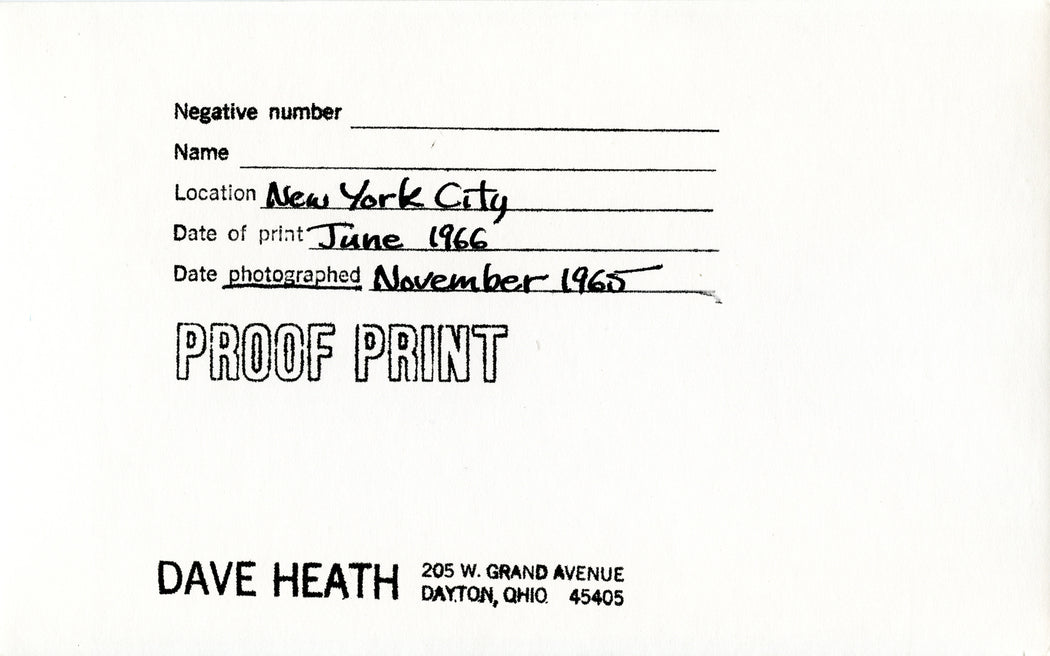 Negative number
Name
Location New York City
Date of print June 1966
Date photographed November 1965
PROOF PRINT
DAVE HEATH 205 W. GRAND AVENUE
DAYTON, OHIO 45405